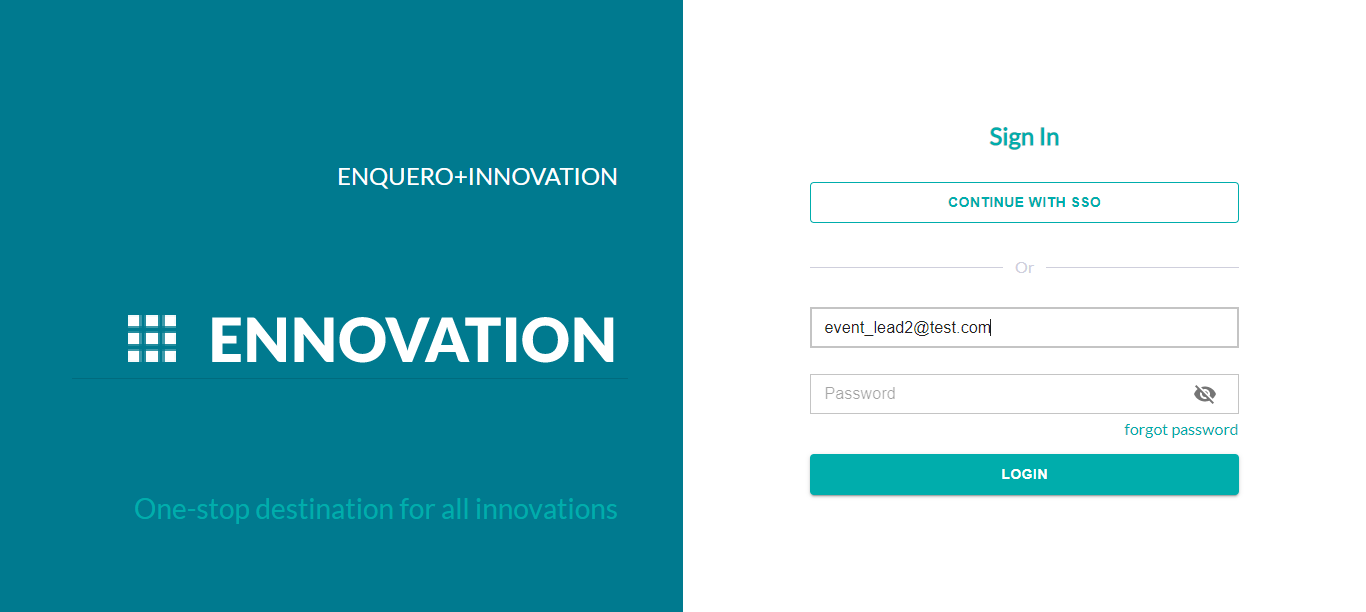 ENQUERO+INNOVATION
ENNOVATION
One-stop destination for all innovations
Sign In
CONTINUE WITH SSO
Or
event_lead2@test.com
Password
forgot password
LOGIN